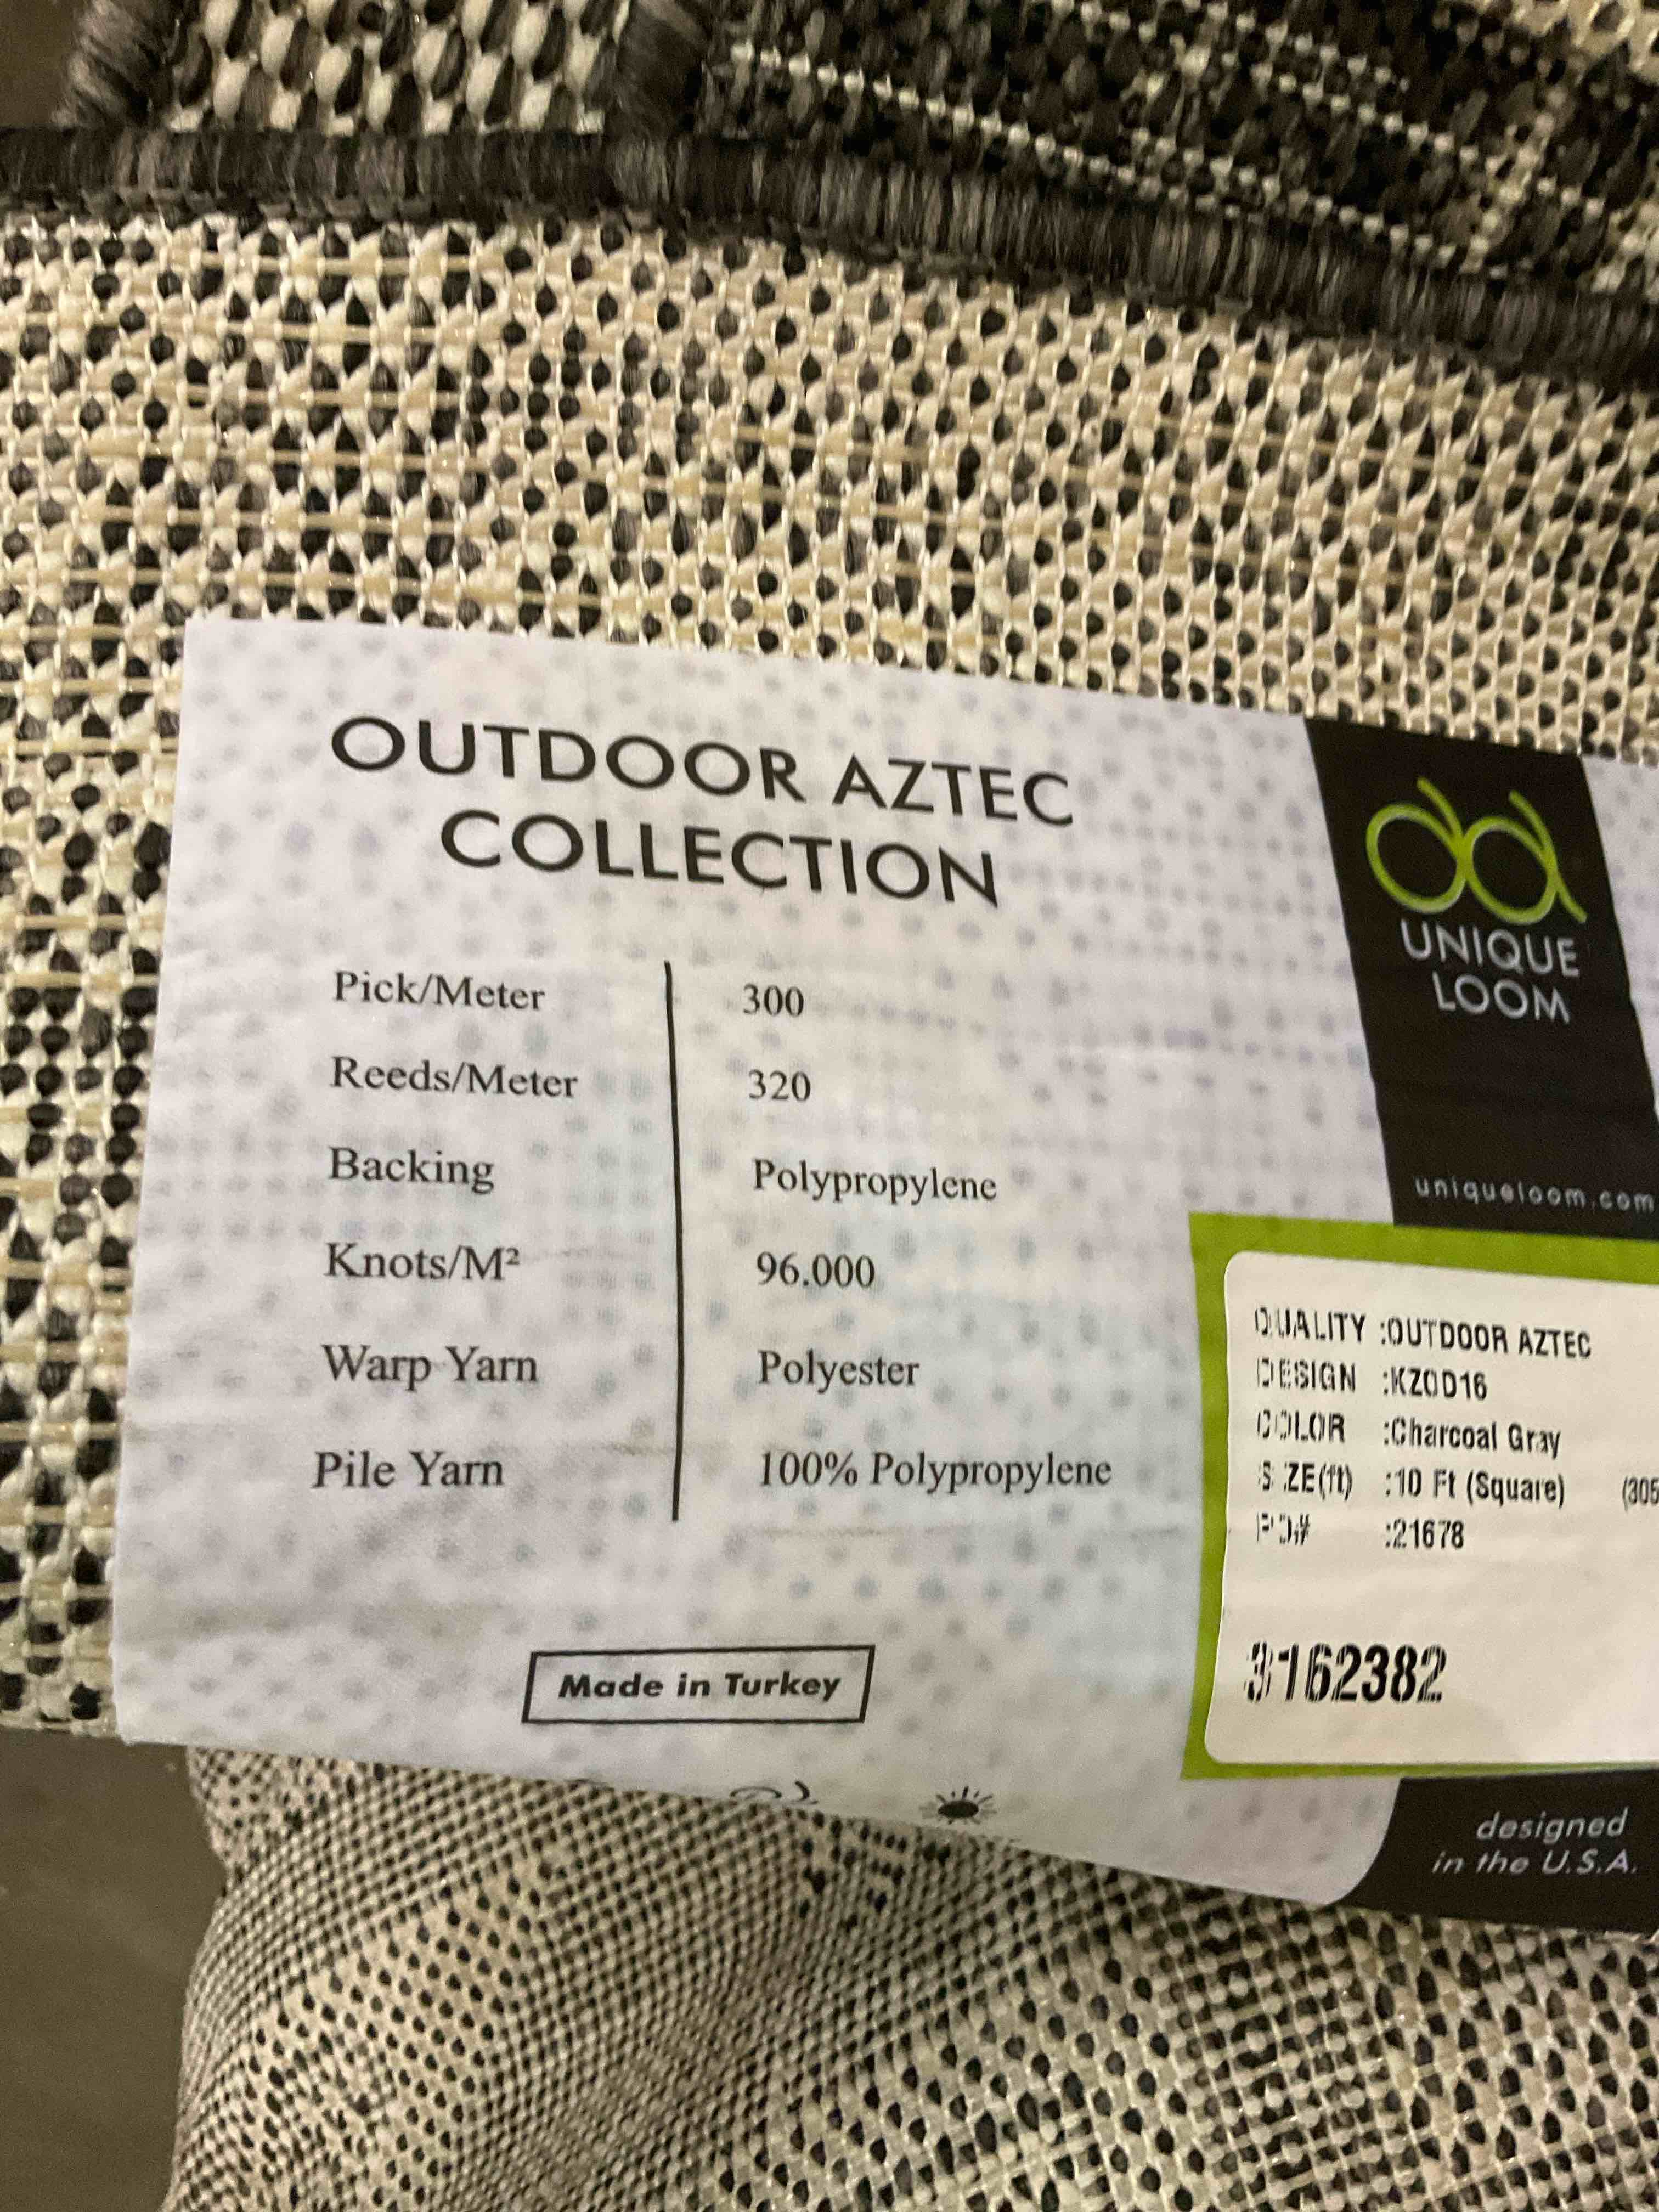 OUTDOOR AZTEC
COLLECTION
UNIQUE
LOOM
uniqueloom.com
Pick/Meter 300
Reeds/Meter 320
Backing Polypropylene
Knots/M² 96.000
Warp Yarn Polyester
Pile Yarn 100% Polypropylene
Made in Turkey
QUALITY :OUTDOOR AZTEC
DESIGN :KZOD16
COLOR :Charcoal Gray
SIZE(ft) :10 Ft (Square) (305
PO# :21678
3162382
designed
in the U.S.A.